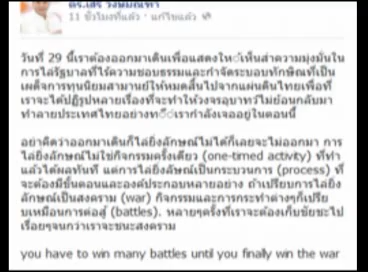 ดร.เสรี วงษ์มณฑา
11 ชั่วโมงที่แล้ว · แก้ไขแล้ว
วันที่ 29 นี้เราต้องออกมาเดินเพื่อแสดงให้เห็นถึงความมุ่งมั่นใน
การไล่รัฐบาลที่ไร้ความชอบธรรมและกำจัดระบอบทักษิณที่เป็น
เผด็จการทุนนิยมสามานย์ให้หมดสิ้นไปจากแผ่นดินไทยเพื่อที่
เราจะได้ปฏิรูปหลายเรื่องที่จะทำให้วงจรอุบาทว์ไม่ย้อนกลับมา
ทำลายประเทศไทยอย่างที่เรากำลังเจออยู่ในตอนนี้
อย่าคิดว่าออกมาเดินก็ไล่ยิ่งลักษณ์ไม่ได้ก็เลยจะไม่ออกมา การ
ไล่ยิ่งลักษณ์ไม่ใช่กิจกรรมครั้งเดียว (one-timed activity) ที่ทำ
แล้วได้ผลทันที แต่การไล่ยิ่งลักษณ์เป็นกระบวนการ (process) ที่
จะต้องมีขั้นตอนและองค์ประกอบหลายอย่าง ถ้าเปรียบการไล่ยิ่ง
ลักษณ์เป็นสงคราม (war) กิจกรรมและการกระทำต่างๆก็เปรีย
บเหมือนการต่อสู้ (battles). หลายๆครั้งที่เราจะต้องเก็บชัยชะไป
เรื่อยๆจนกว่าเราจะชนะสงคราม
you have to win many battles until you finally win the war